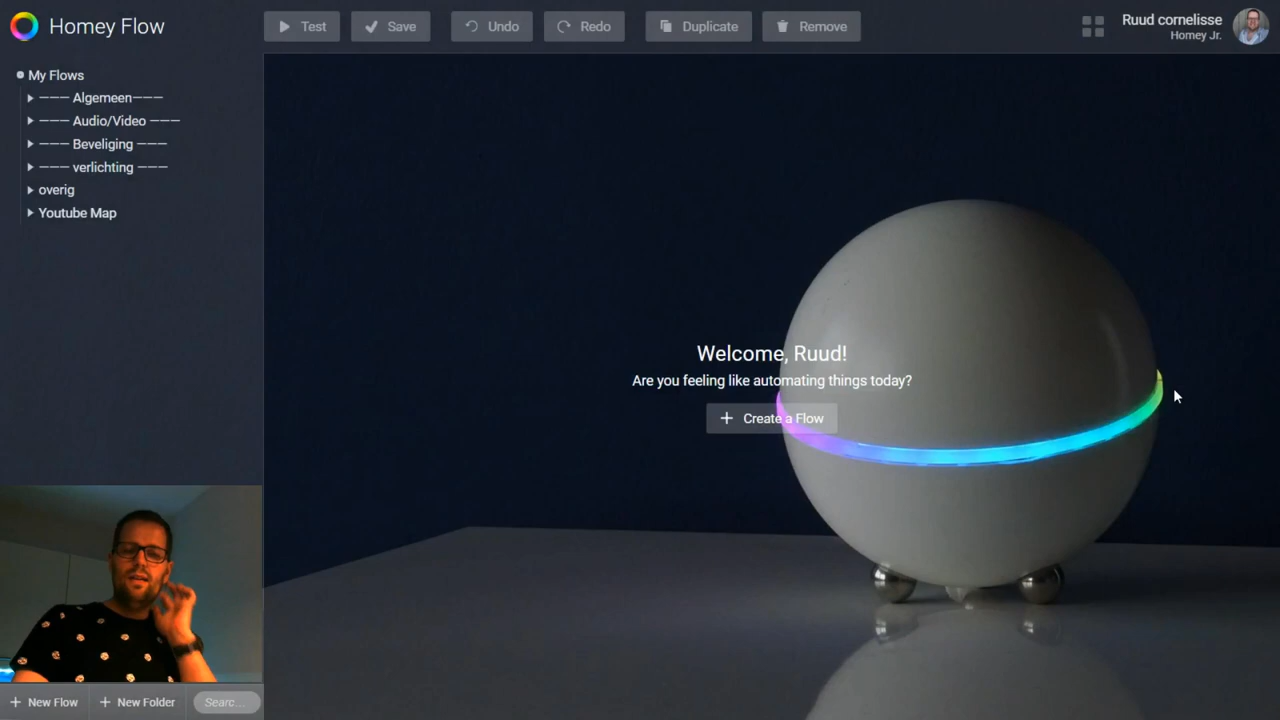 Homey Flow
Test
Save
Undo
Redo
Duplicate
Remove
Ruud cornelisse
Homey Jr.
My Flows
——— Algemeen———
——— Audio/Video ———
——— Beveliging ———
——— verlichting ———
overig
Youtube Map
Welcome, Ruud!
Are you feeling like automating things today?
+ Create a Flow
+ New Flow
+ New Folder
Searc...